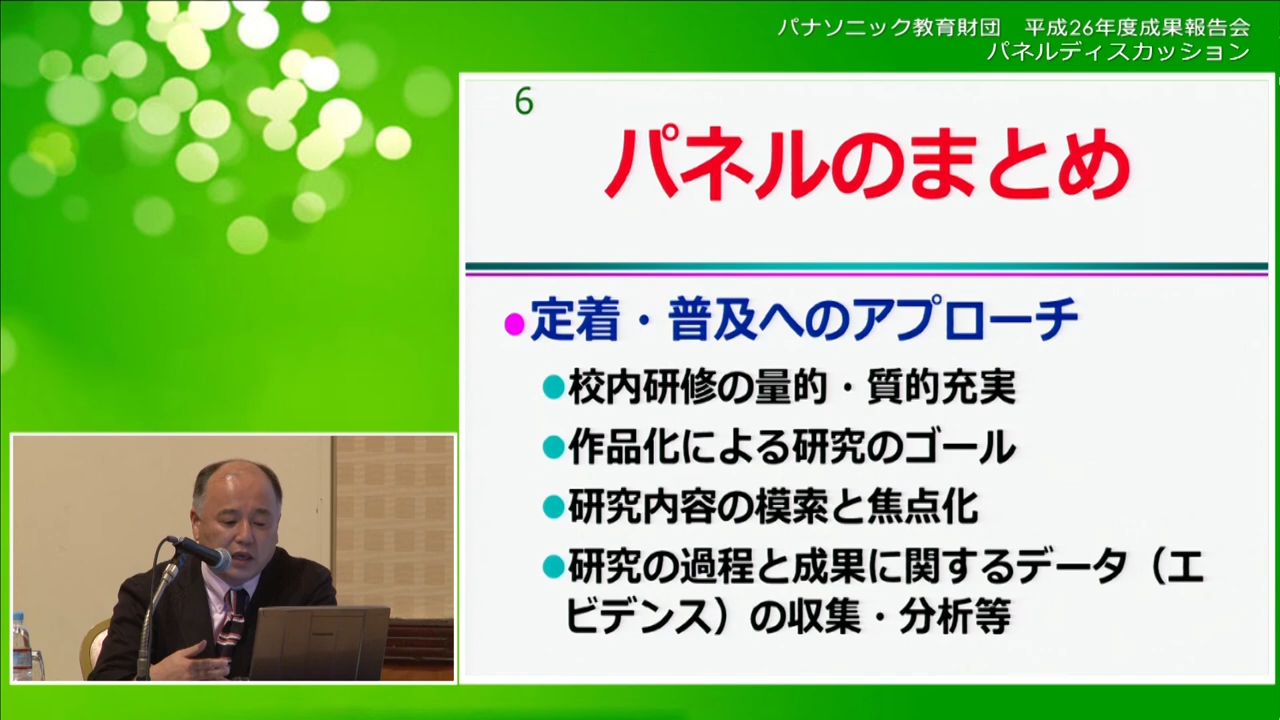 パナソニック教育財団　平成26年度成果報告会
パネルディスカッション
6
パネルのまとめ
●定着・普及へのアプローチ
●校内研修の量的・質的充実
●作品化による研究のゴール
●研究内容の模索と焦点化
●研究の過程と成果に関するデータ（エ
ビデンス）の収集・分析等